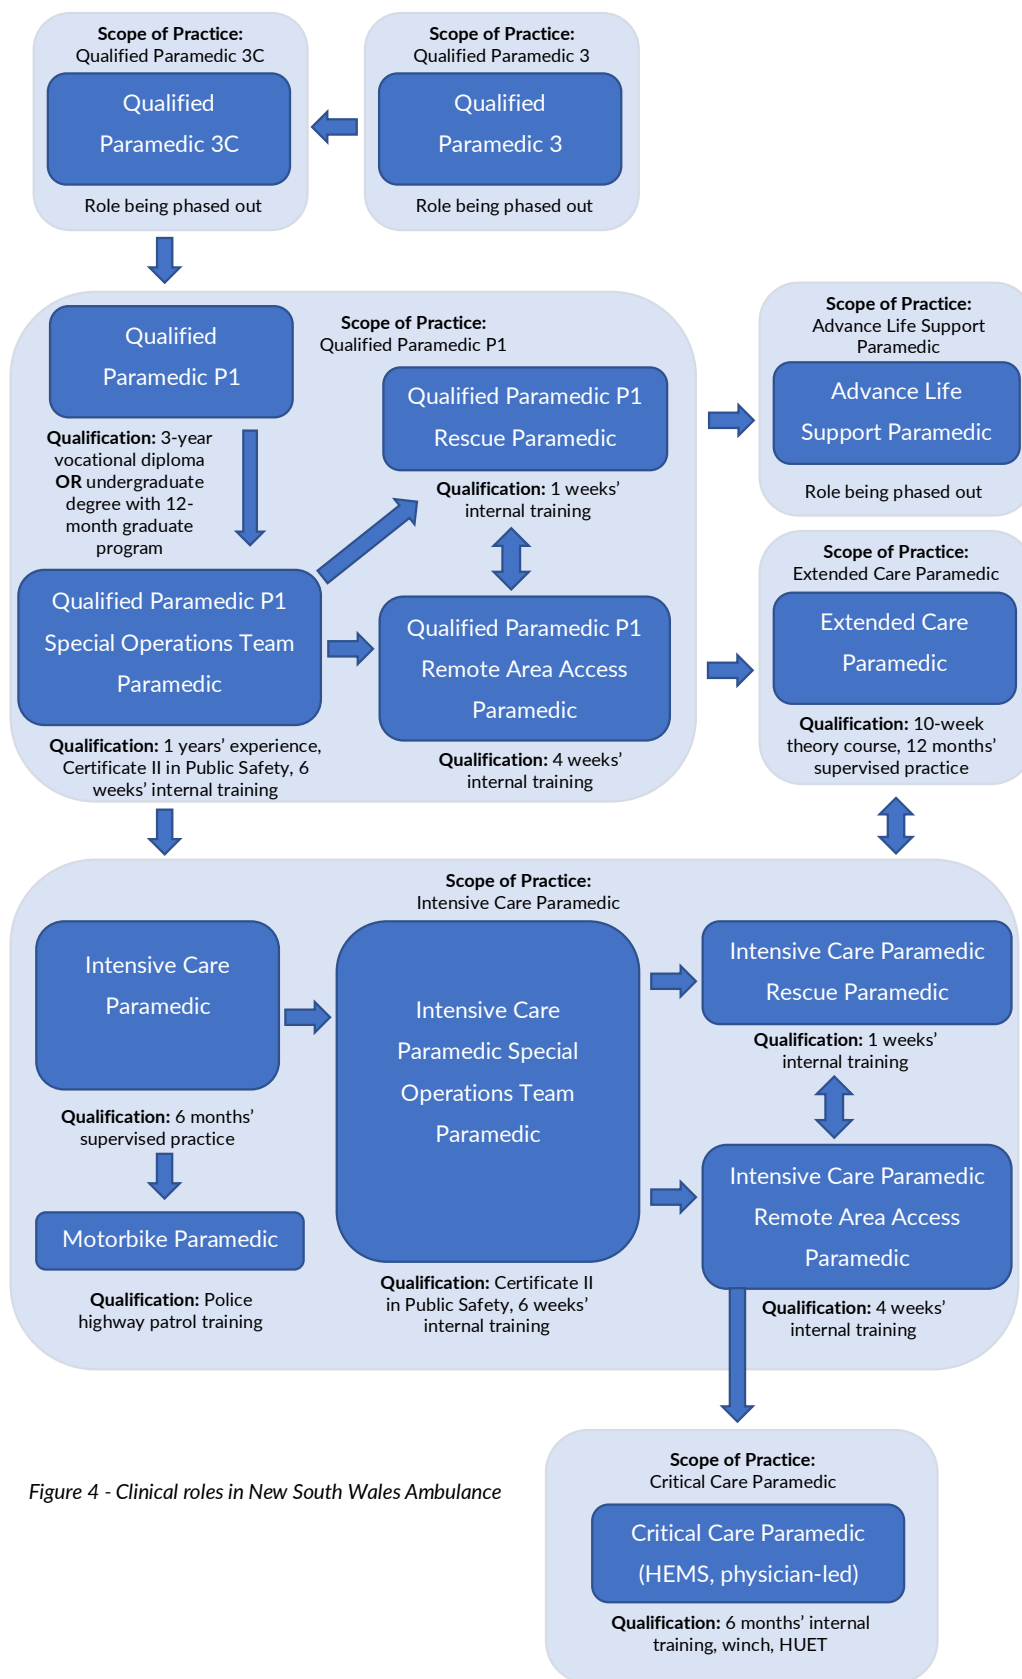 Scope of Practice:
Qualified Paramedic 3C
Qualified
Paramedic 3C
Role being phased out
Scope of Practice:
Qualified Paramedic 3
Qualified
Paramedic 3
Role being phased out
Scope of Practice:
Qualified Paramedic P1
Qualified
Paramedic P1
Qualification: 3-year
vocational diploma
OR undergraduate
degree with 12-
month graduate
program
Qualified Paramedic P1
Rescue Paramedic
Qualification: 1 weeks’
internal training
Qualified Paramedic P1
Special Operations Team
Paramedic
Qualification: 1 years’ experience,
Certificate II in Public Safety, 6
weeks’ internal training
Qualified Paramedic P1
Remote Area Access
Paramedic
Qualification: 4 weeks’
internal training
Scope of Practice:
Advance Life Support
Paramedic
Advance Life
Support Paramedic
Role being phased out
Scope of Practice:
Extended Care Paramedic
Extended Care
Paramedic
Qualification: 10-week
theory course, 12 months’
supervised practice
Scope of Practice:
Intensive Care Paramedic
Intensive Care
Paramedic
Qualification: 6 months’
supervised practice
Motorbike Paramedic
Qualification: Police
highway patrol training
Intensive Care
Paramedic Special
Operations Team
Paramedic
Qualification: Certificate II
in Public Safety, 6 weeks’
internal training
Intensive Care Paramedic
Rescue Paramedic
Qualification: 1 weeks’
internal training
Intensive Care Paramedic
Remote Area Access
Paramedic
Qualification: 4 weeks’
internal training
Scope of Practice:
Critical Care Paramedic
Critical Care Paramedic
(HEMS, physician-led)
Qualification: 6 months’ internal
training, winch, HUET
Figure 4 - Clinical roles in New South Wales Ambulance